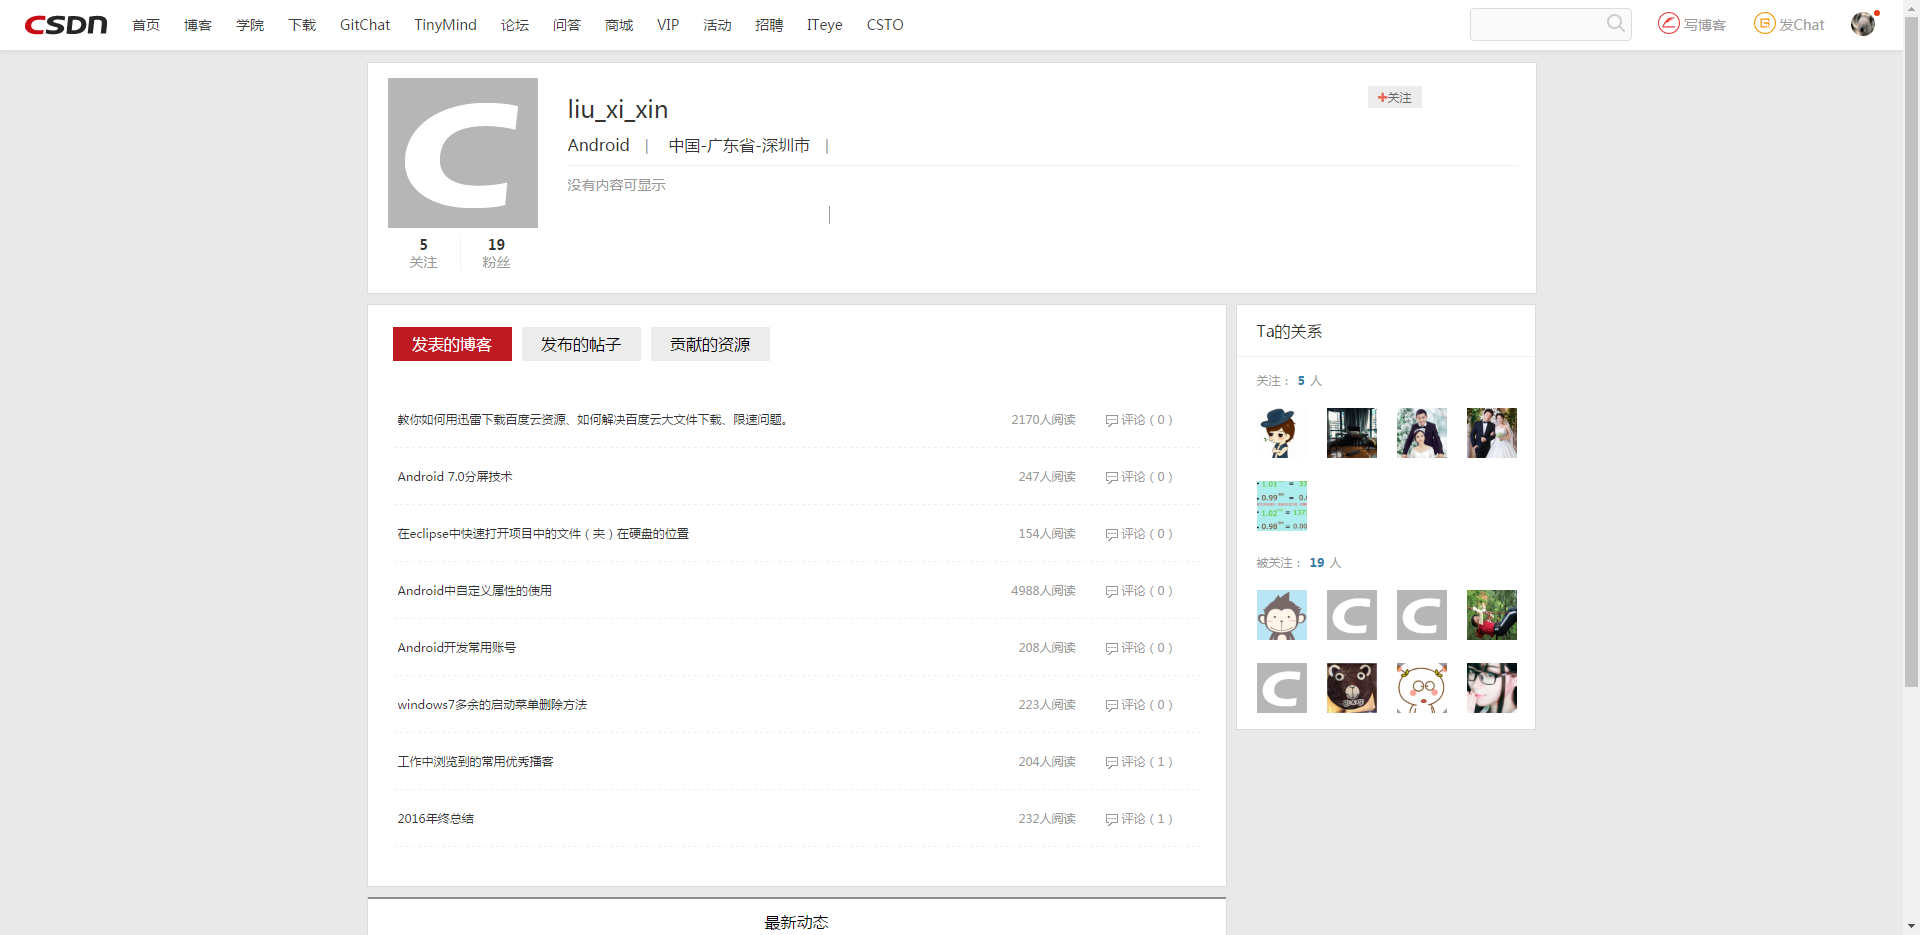 CSDN 首页 博客 学院 下载 GitChat TinyMind 论坛 问答 商城 VIP 活动 招聘 ITeye CSTO 写博客 发Chat
liu_xi_xin
+关注
Android | 中国-广东省-深圳市 |
没有内容可显示
5 19
关注 粉丝
发表的博客 发布的帖子 贡献的资源
教你如何用迅雷下载百度云资源、如何解决百度云大文件下载、限速问题。 2170人阅读 评论 ( 0 )
Android 7.0分屏技术 247人阅读 评论 ( 0 )
在eclipse中快速打开项目中的文件 ( 夹 ) 在硬盘的位置 154人阅读 评论 ( 0 )
Android中自定义属性的使用 4988人阅读 评论 ( 0 )
Android开发常用账号 208人阅读 评论 ( 0 )
windows7多余的启动菜单删除方法 223人阅读 评论 ( 0 )
工作中浏览到的常用优秀播客 204人阅读 评论 ( 1 )
2016年终总结 232人阅读 评论 ( 1 )
最新动态
Ta的关系
关注： 5 人
1.01 = 37
0.99 = 0.
1.02 = 137
0.98 = 0.00
被关注： 19 人